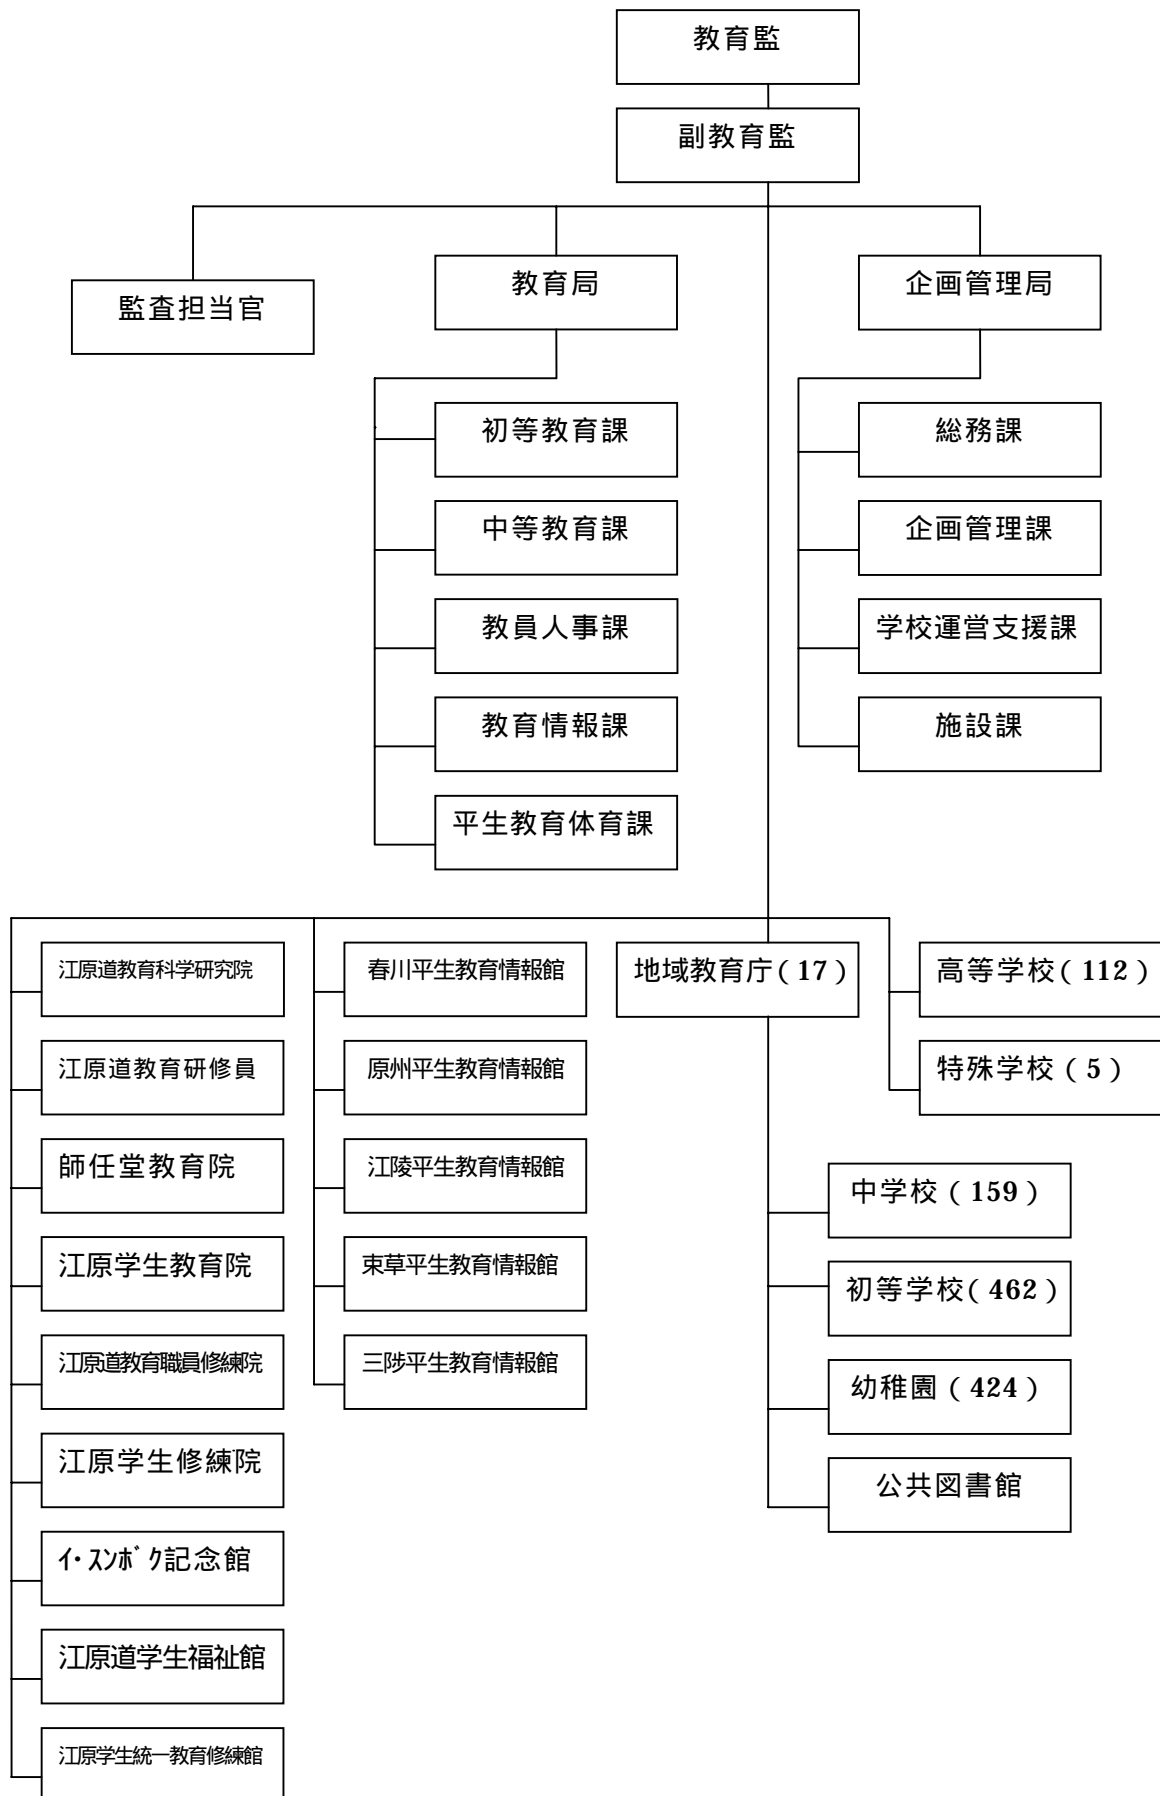 教育監
副教育監
監査担当官
教育局
企画管理局
初等教育課
中等教育課
教員人事課
教育情報課
平生教育体育課
総務課
企画管理課
学校運営支援課
施設課
江原道教育科学研究院
江原道教育研修員
師任堂教育院
江原学生教育院
江原道教育職員修練院
江原学生修練院
イ・スンボク記念館
江原道学生福祉館
江原学生統一教育修練館
春川平生教育情報館
原州平生教育情報館
江陵平生教育情報館
束草平生教育情報館
三陟平生教育情報館
地域教育庁(17)
中学校(159)
初等学校(462)
幼稚園(424)
公共図書館
高等学校(112)
特殊学校(5)